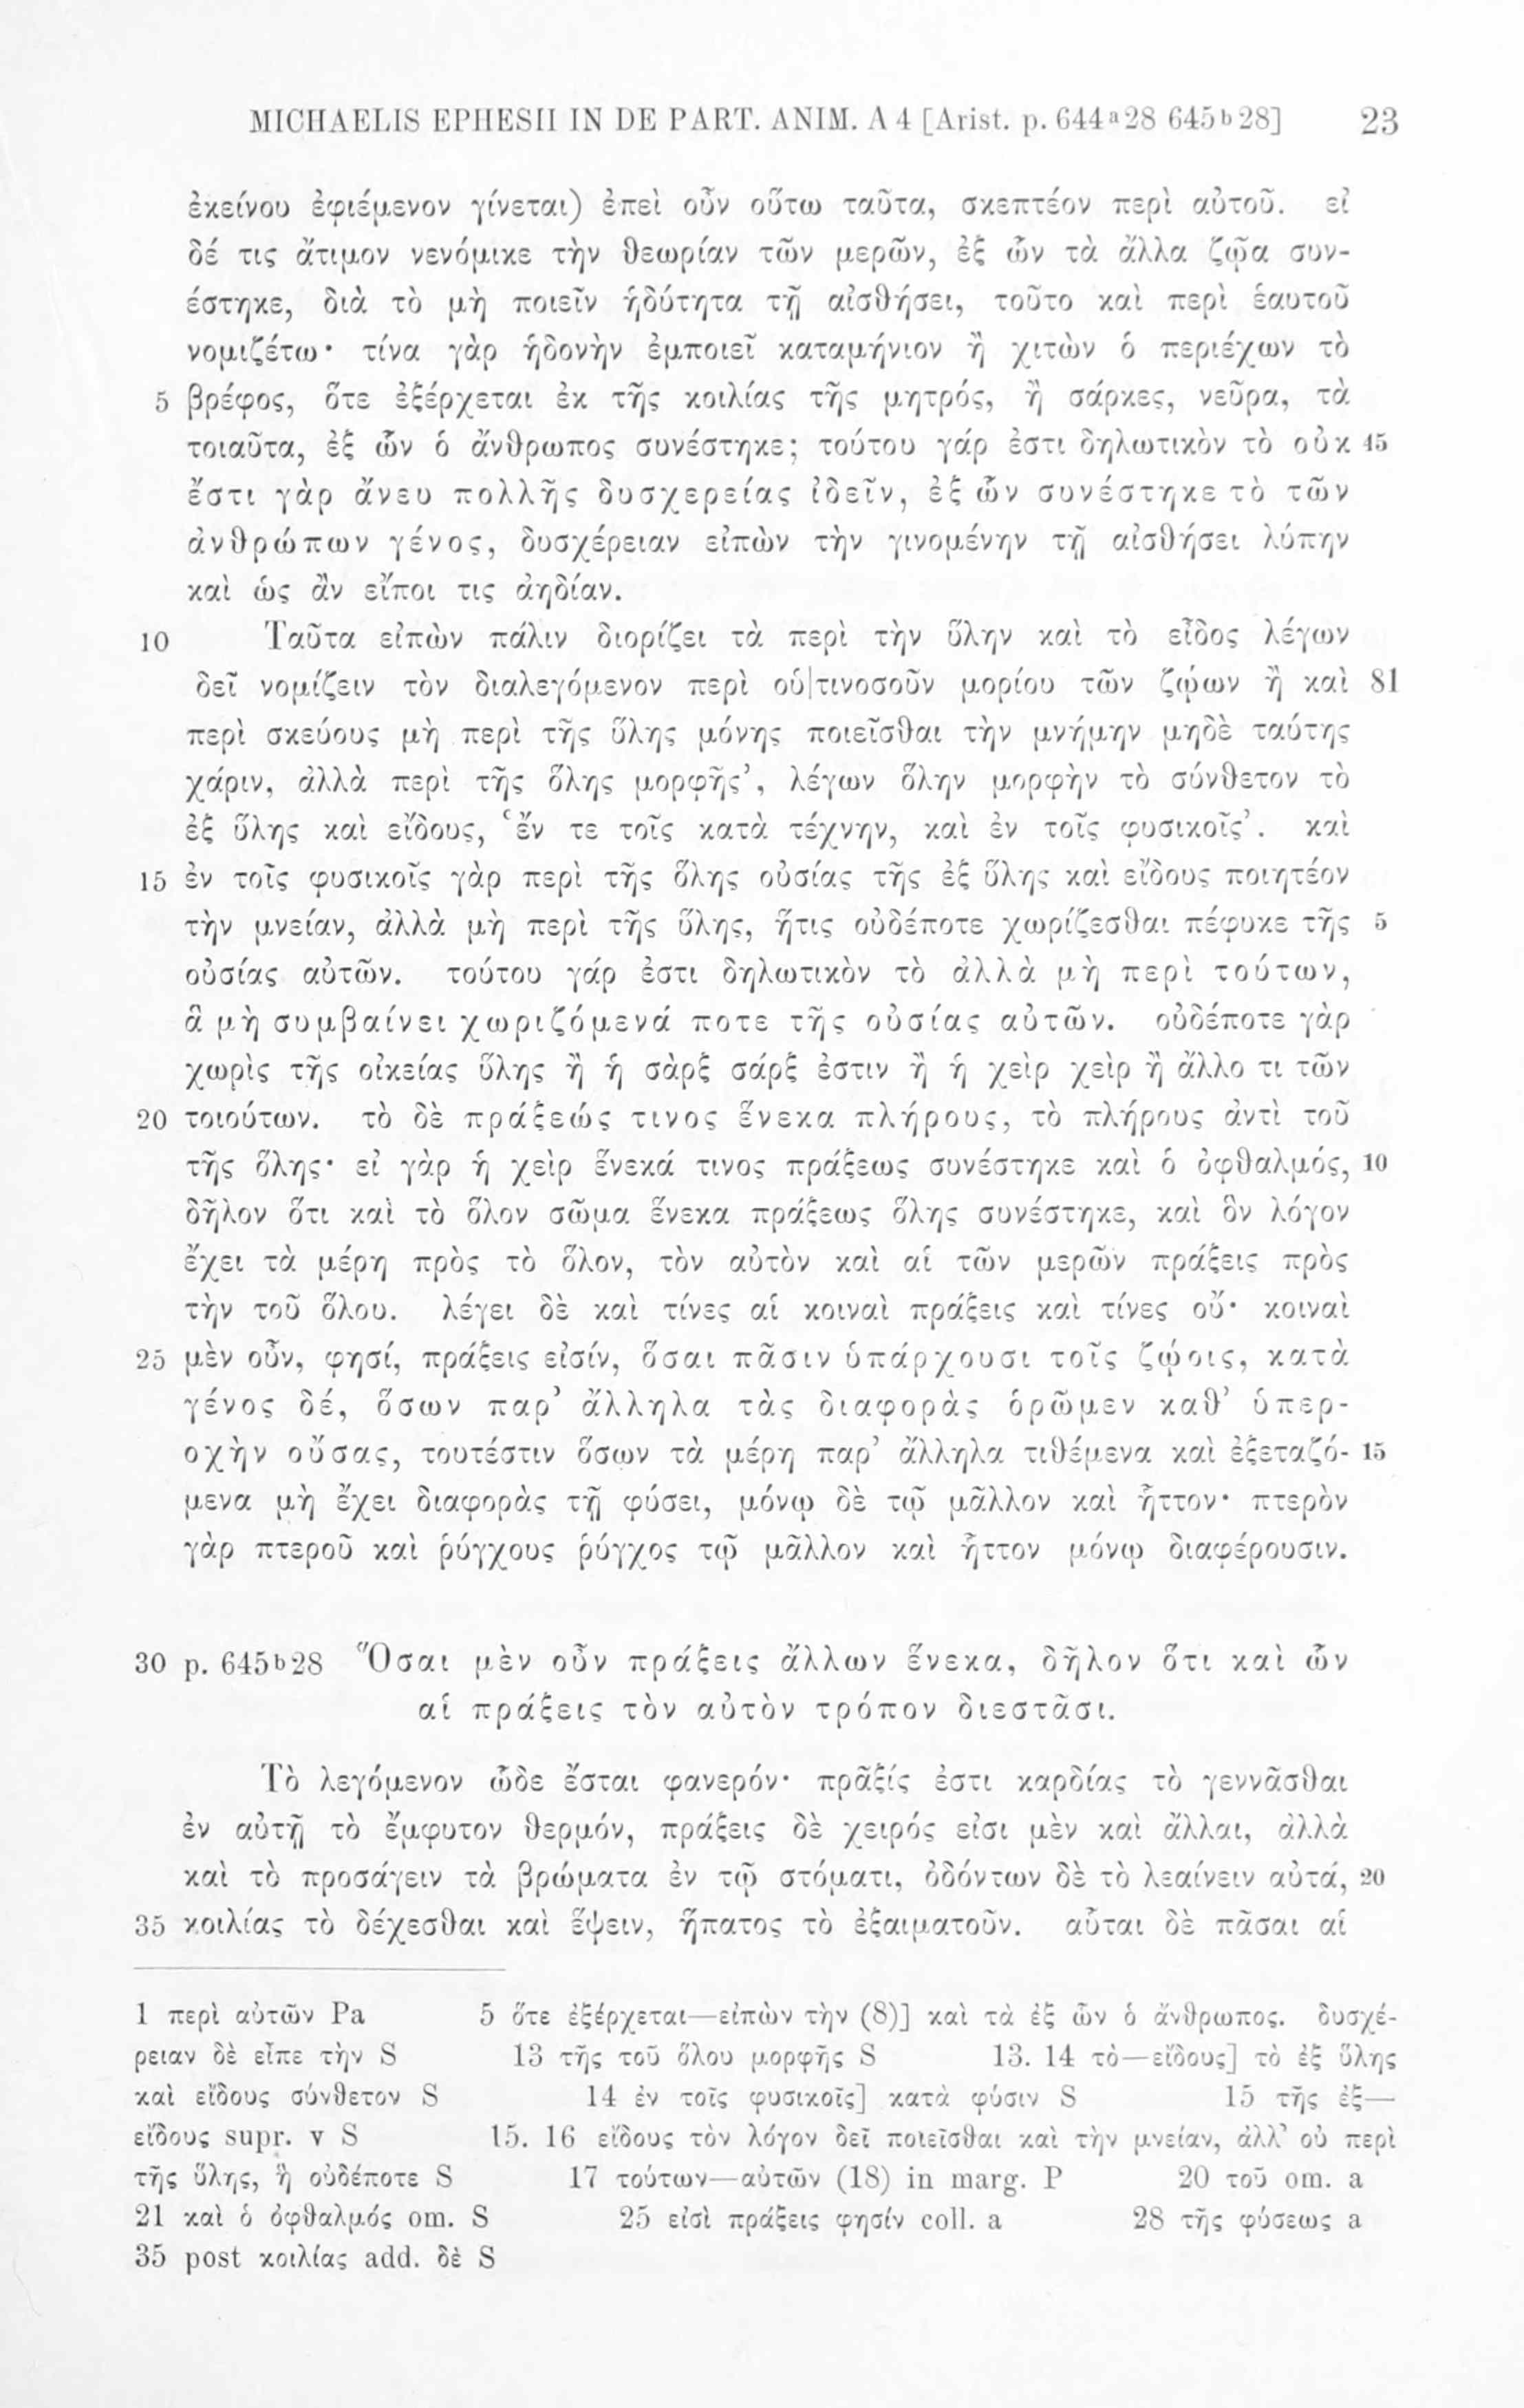 MICHAELIS EPHESII IN DE PART. ANIM. A 4 [Arist. p. 644ª28 645ᵇ28] 23
ἐκείνου ἐφιέμενον γίνεται) ἐπεὶ οὖν οὕτω ταῦτα, σκεπτέον περὶ αὐτοῦ. εἰ
δέ τις ἄτιμον νενόμικε τὴν θεωρίαν τῶν μερῶν, ἐξ ὧν τὰ ἄλλα ζῷα συν-
έστηκε, διὰ τὸ μὴ ποιεῖν ἡδύτητα τῇ αἰσθήσει, τοῦτο καὶ περὶ ἑαυτοῦ
νομιζέτω· τίνα γὰρ ἡδονὴν ἐμποιεῖ καταμήνιον ἢ χιτὼν ὁ περιέχων τὸ
5 βρέφος, ὅτε ἐξέρχεται ἐκ τῆς κοιλίας τῆς μητρός, ἢ σάρκες, νεῦρα, τὰ
τοιαῦτα, ἐξ ὧν ὁ ἄνθρωπος συνέστηκε; τούτου γάρ ἐστι δηλωτικὸν τὸ οὐκ 45
ἔστι γὰρ ἄνευ πολλῆς δυσχερείας ἰδεῖν, ἐξ ὧν συνέστηκε τὸ τῶν
ἀνθρώπων γένος, δυσχέρειαν εἰπὼν τὴν γινομένην τῇ αἰσθήσει λύπην
καὶ ὡς ἂν εἴποι τις ἀηδίαν.
10 Ταῦτα εἰπὼν πάλιν διορίζει τὰ περὶ τὴν ὕλην καὶ τὸ εἶδος λέγων
δεῖ νομίζειν τὸν διαλεγόμενον περὶ οὑ|τινοσοῦν μορίου τῶν ζῴων ἢ καὶ 81
περὶ σκεύους μὴ περὶ τῆς ὕλης μόνης ποιεῖσθαι τὴν μνήμην μηδὲ ταύτης
χάριν, ἀλλὰ περὶ τῆς ὅλης μορφῆς’, λέγων ὅλην μορφὴν τὸ σύνθετον τὸ
ἐξ ὕλης καὶ εἴδους, ‘ἔν τε τοῖς κατὰ τέχνην, καὶ ἐν τοῖς φυσικοῖς’. καὶ
15 ἐν τοῖς φυσικοῖς γὰρ περὶ τῆς ὅλης οὐσίας τῆς ἐξ ὕλης καὶ εἴδους ποιητέον
τὴν μνείαν, ἀλλὰ μὴ περὶ τῆς ὕλης, ἥτις οὐδέποτε χωρίζεσθαι πέφυκε τῆς 5
οὐσίας αὐτῶν. τούτου γάρ ἐστι δηλωτικὸν τὸ ἀλλὰ μὴ περὶ τούτων,
ἃ μὴ συμβαίνει χωριζόμενά ποτε τῆς οὐσίας αὐτῶν. οὐδέποτε γὰρ
χωρὶς τῆς οἰκείας ὕλης ἢ ἡ σὰρξ σάρξ ἐστιν ἢ ἡ χεὶρ χεὶρ ἢ ἄλλο τι τῶν
20 τοιούτων. τὸ δὲ πράξεώς τινος ἕνεκα πλήρους, τὸ πλήρους ἀντὶ τοῦ
τῆς ὅλης· εἰ γὰρ ἡ χεὶρ ἕνεκά τινος πράξεως συνέστηκε καὶ ὁ ὀφθαλμός, 10
δῆλον ὅτι καὶ τὸ ὅλον σῶμα ἕνεκα πράξεως ὅλης συνέστηκε, καὶ ὃν λόγον
ἔχει τὰ μέρη πρὸς τὸ ὅλον, τὸν αὐτὸν καὶ αἱ τῶν μερῶν πράξεις πρὸς
τὴν τοῦ ὅλου. λέγει δὲ καὶ τίνες αἱ κοιναὶ πράξεις καὶ τίνες οὔ· κοιναὶ
25 μὲν οὖν, φησί, πράξεις εἰσίν, ὅσαι πᾶσιν ὑπάρχουσι τοῖς ζῴοις, κατὰ
γένος δέ, ὅσων παρ’ ἄλληλα τὰς διαφορὰς ὁρῶμεν καθ’ ὑπερ-
οχὴν οὔσας, τουτέστιν ὅσων τὰ μέρη παρ’ ἄλληλα τιθέμενα καὶ ἐξεταζό- 15
μενα μὴ ἔχει διαφορὰς τῇ φύσει, μόνῳ δὲ τῷ μᾶλλον καὶ ἧττον· πτερὸν
γὰρ πτεροῦ καὶ ῥύγχους ῥύγχος τῷ μᾶλλον καὶ ἧττον μόνῳ διαφέρουσιν.
30 p. 645ᵇ28 Ὅσαι μὲν οὖν πράξεις ἄλλων ἕνεκα, δῆλον ὅτι καὶ ὧν
αἱ πράξεις τὸν αὐτὸν τρόπον διεστᾶσι.
Τὸ λεγόμενον ὧδε ἔσται φανερόν· πρᾶξίς ἐστι καρδίας τὸ γεννᾶσθαι
ἐν αὐτῇ τὸ ἔμφυτον θερμόν, πράξεις δὲ χειρός εἰσι μὲν καὶ ἄλλαι, ἀλλὰ
καὶ τὸ προσάγειν τὰ βρώματα ἐν τῷ στόματι, ὀδόντων δὲ τὸ λεαίνειν αὐτά, 20
35 κοιλίας τὸ δέχεσθαι καὶ ἕψειν, ἥπατος τὸ ἐξαιματοῦν. αὗται δὲ πᾶσαι αἱ
1 περὶ αὐτῶν Pa 5 ὅτε ἐξέρχεται—εἰπὼν τὴν (8)] καὶ τὰ ἐξ ὧν ὁ ἄνθρωπος. δυσχέ-
ρειαν δὲ εἶπε τὴν S 13 τῆς τοῦ ὅλου μορφῆς S 13. 14 τὸ—εἴδους] τὸ ἐξ ὕλης
καὶ εἴδους σύνθετον S 14 ἐν τοῖς φυσικοῖς] κατὰ φύσιν S 15 τῆς ἐξ—
εἴδους supr. v S 15. 16 εἴδους τὸν λόγον δεῖ ποιεῖσθαι καὶ τὴν μνείαν, ἀλλ’ οὐ περὶ
τῆς ὕλης, ἣ οὐδέποτε S 17 τούτων—αὐτῶν (18) in marg. P 20 τοῦ om. a
21 καὶ ὁ ὀφθαλμός om. S 25 εἰσὶ πράξεις φησίν coll. a 28 τῆς φύσεως a
35 post κοιλίας add. δὲ S